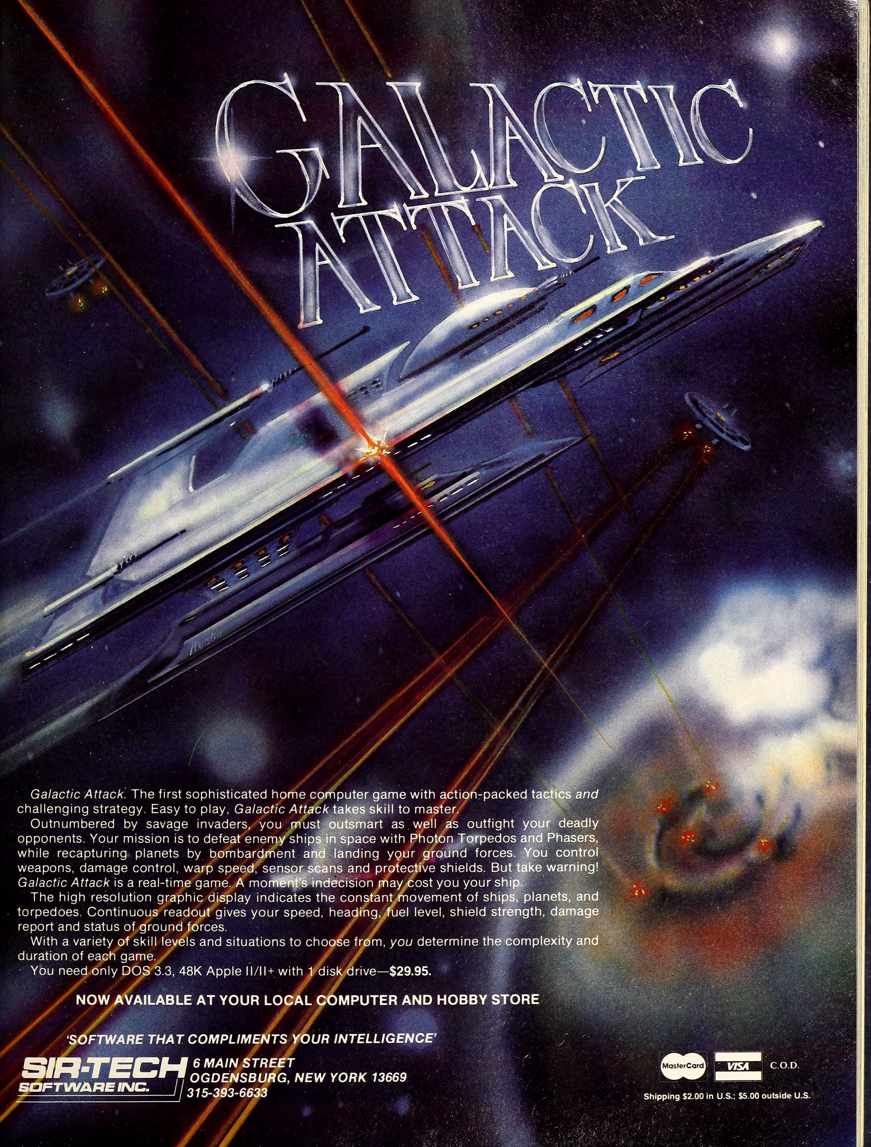 GALACTIC
ATTACK
Galactic Attack. The first sophisticated home computer game with action-packed tactics and
challenging strategy. Easy to play, Galactic Attack takes skill to master.
Outnumbered by savage invaders, you must outsmart as well as outfight your deadly
opponents. Your mission is to defeat enemy ships in space with Photon Torpedos and Phasers,
while recapturing planets by bombardment and landing your ground forces. You control
weapons, damage control, warp speed, sensor scans and protective shields. But take warning!
Galactic Attack is a real-time game. A moment's indecision may cost you your ship.
The high resolution graphic display indicates the constant movement of ships, planets, and
torpedoes. Continuous readout gives your speed, heading, fuel level, shield strength, damage
report and status of ground forces.
With a variety of skill levels and situations to choose from, you determine the complexity and
duration of each game.
You need only DOS 3.3, 48K Apple II/II+ with 1 disk drive—$29.95.
NOW AVAILABLE AT YOUR LOCAL COMPUTER AND HOBBY STORE
'SOFTWARE THAT COMPLIMENTS YOUR INTELLIGENCE'
SIR-TECH
SOFTWARE INC.
6 MAIN STREET
OGDENSBURG, NEW YORK 13669
315-393-6633
MasterCard VISA C.O.D.
Shipping $2.00 in U.S.; $5.00 outside U.S.